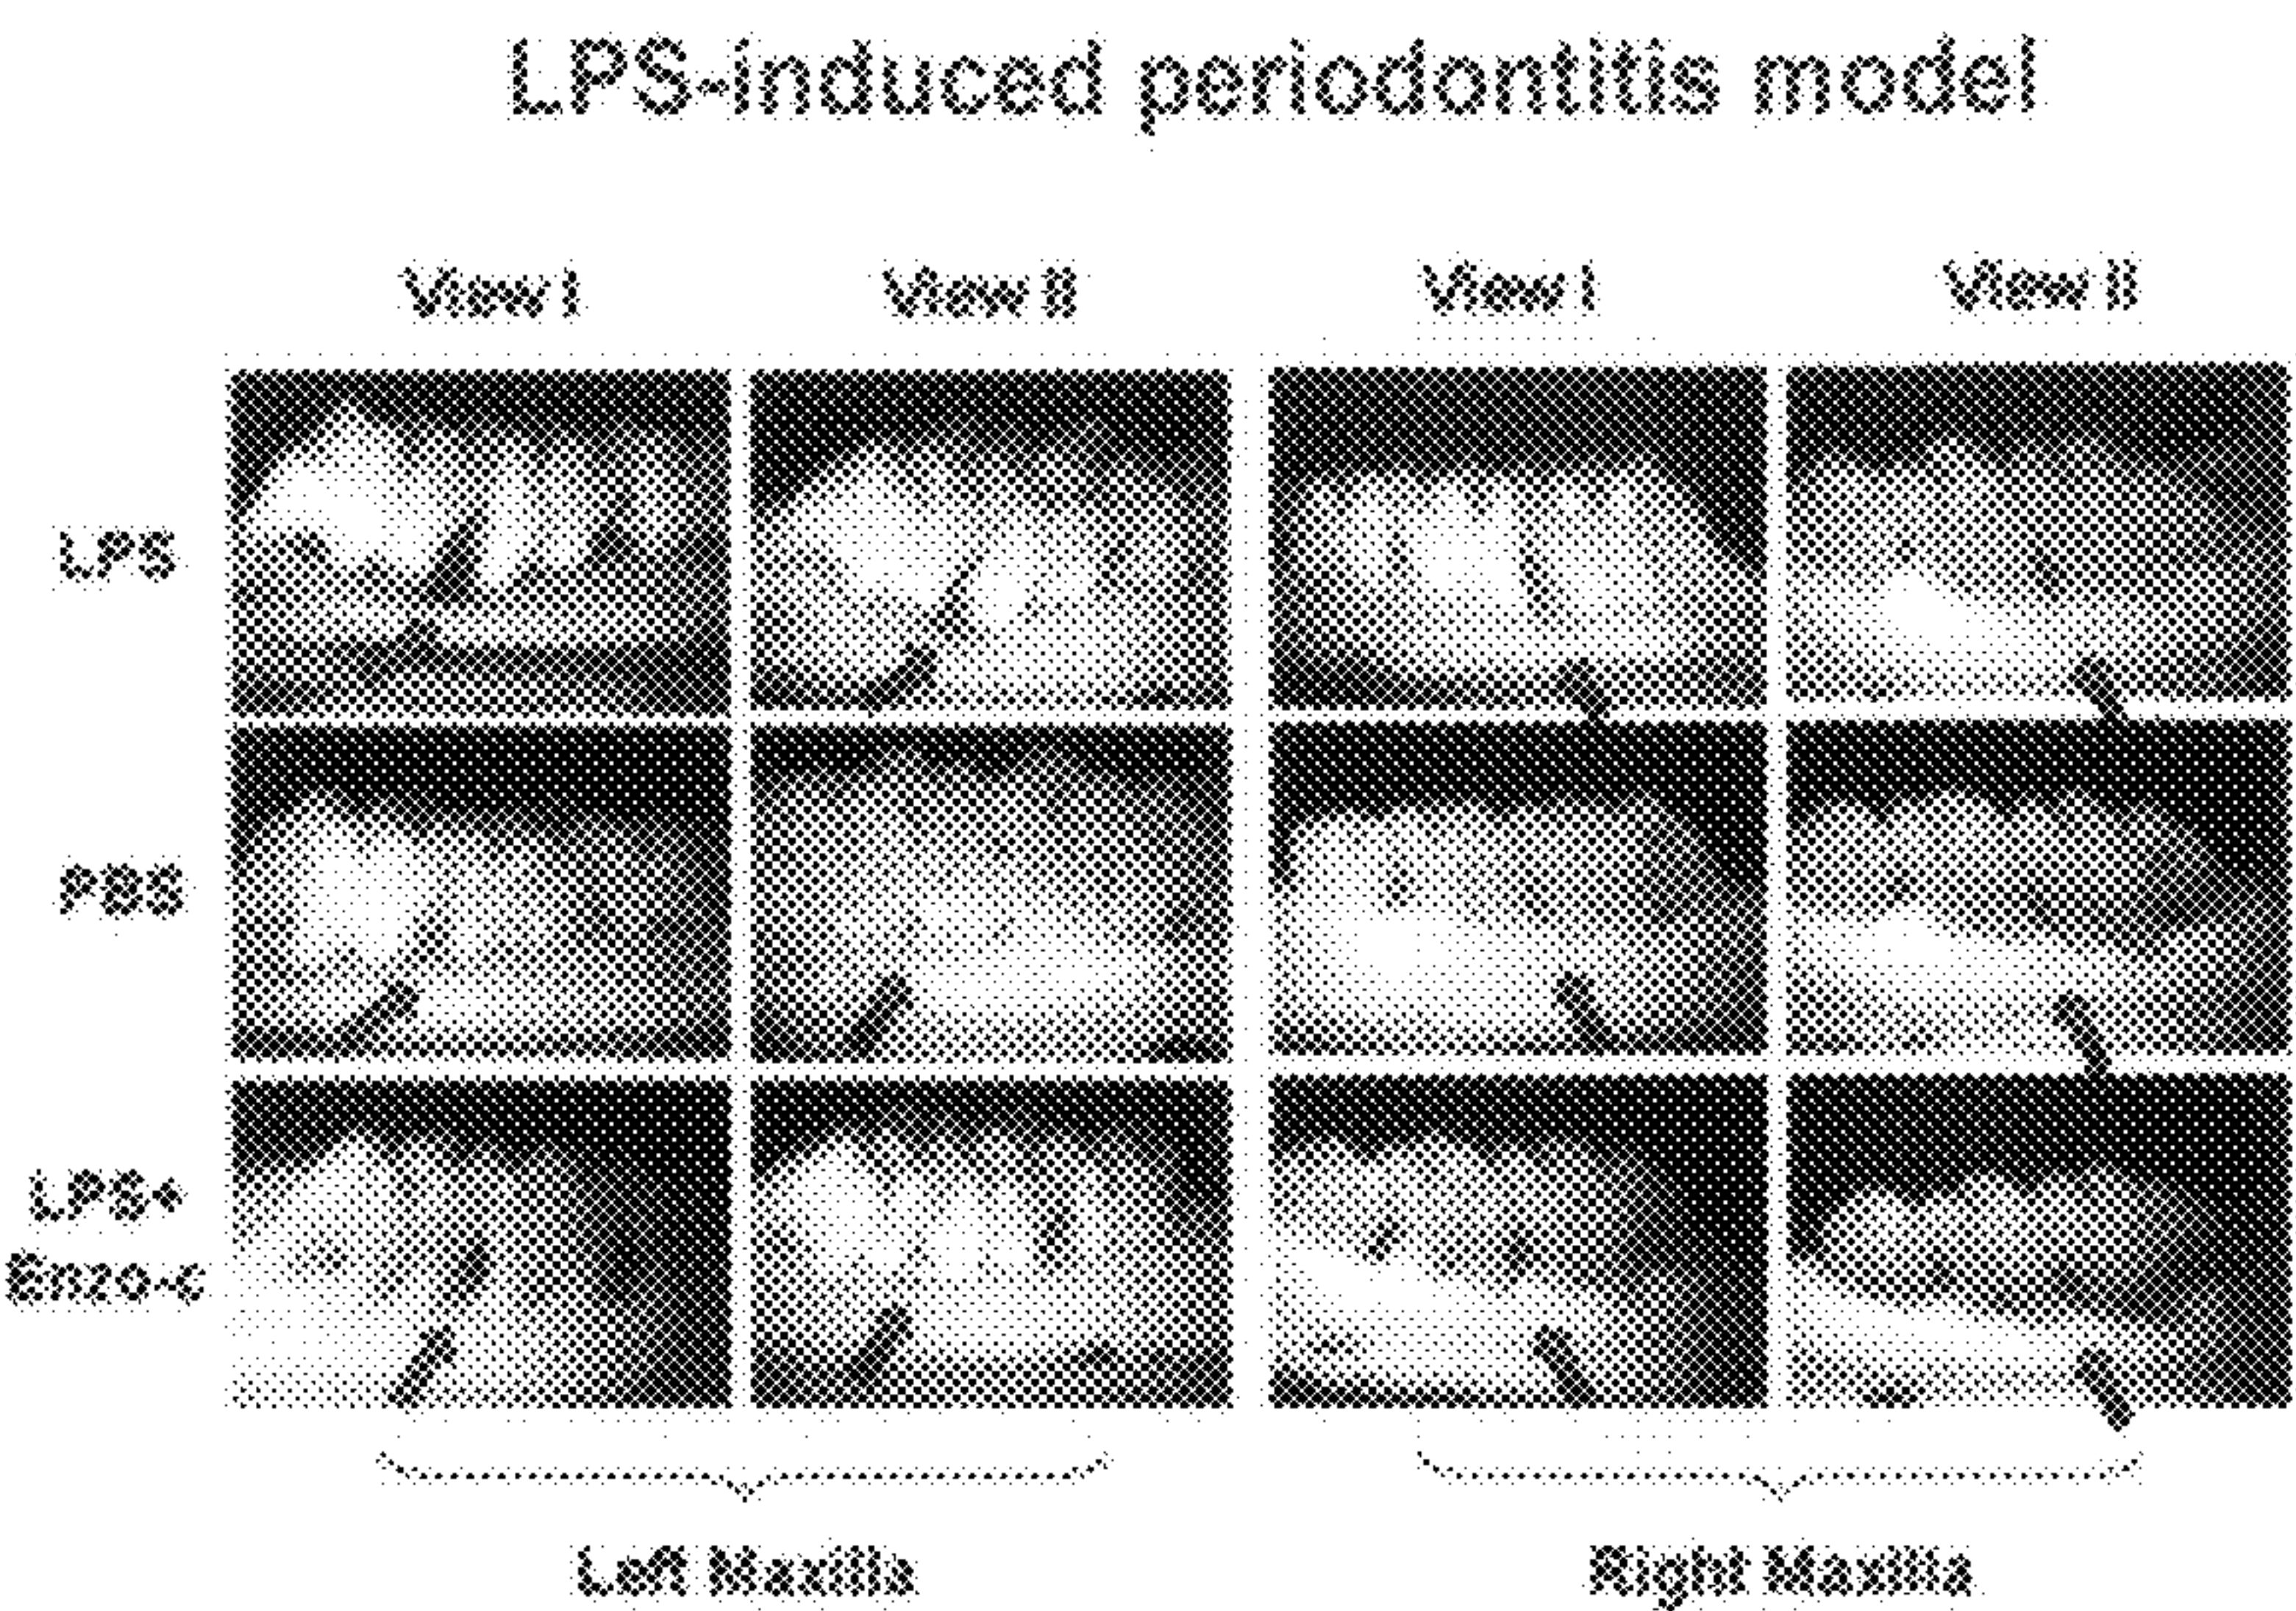 LPS-induced periodontitis model
View I View II View I View II
LPS
PBS
LPS+
Enzo-c
Left Maxilla Right Maxilla